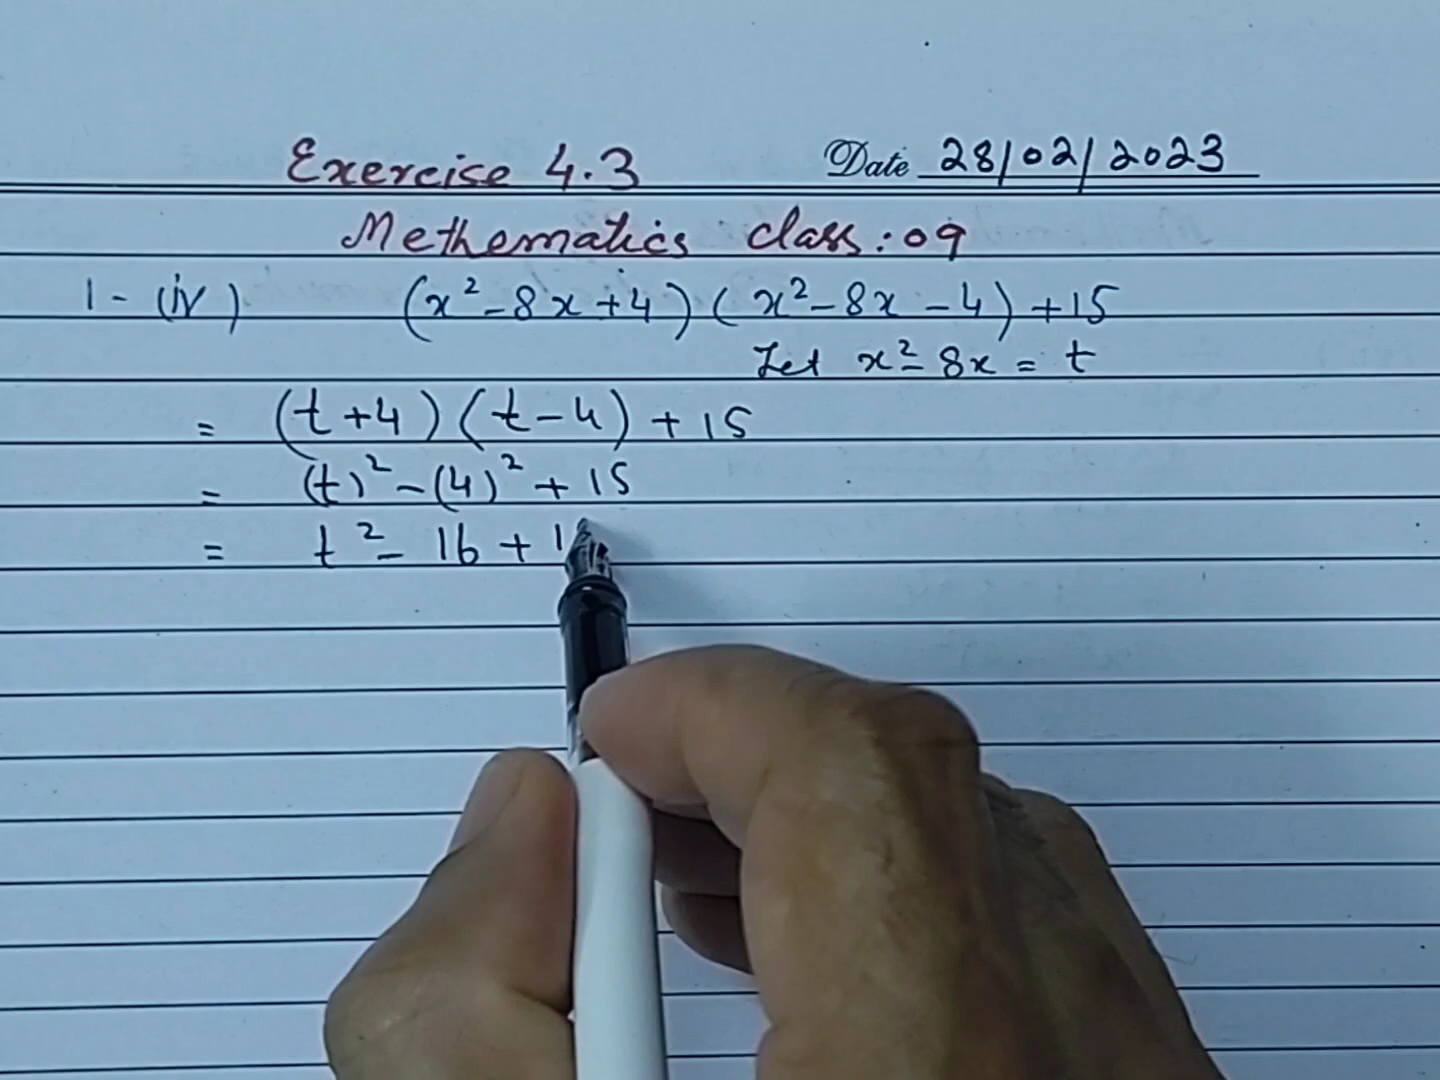 Exercise 4.3 Date 28/02/2023
Methematics class: 09
1 - (iv) (x² - 8x + 4) (x² - 8x - 4) + 15
Let x² - 8x = t
= (t + 4) (t - 4) + 15
= (t)² - (4)² + 15
= t² - 16 + 1